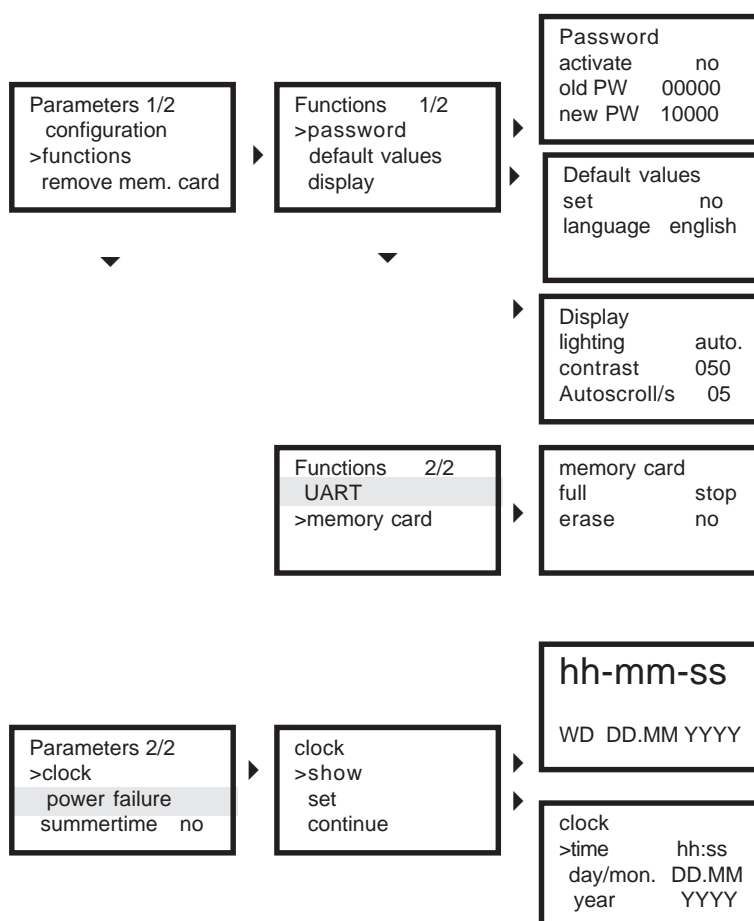 Password
activate no
old PW 00000
new PW 10000
Parameters 1/2
configuration
>functions
remove mem. card
Functions 1/2
>password
default values
display
Default values
set no
language english
Display
lighting auto.
contrast 050
Autoscroll/s 05
Functions 2/2
UART
>memory card
memory card
full stop
erase no
hh-mm-ss
WD DD.MM YYYY
Parameters 2/2
>clock
power failure
summertime no
clock
>show
set
continue
clock
>time hh:ss
day/mon. DD.MM
year YYYY